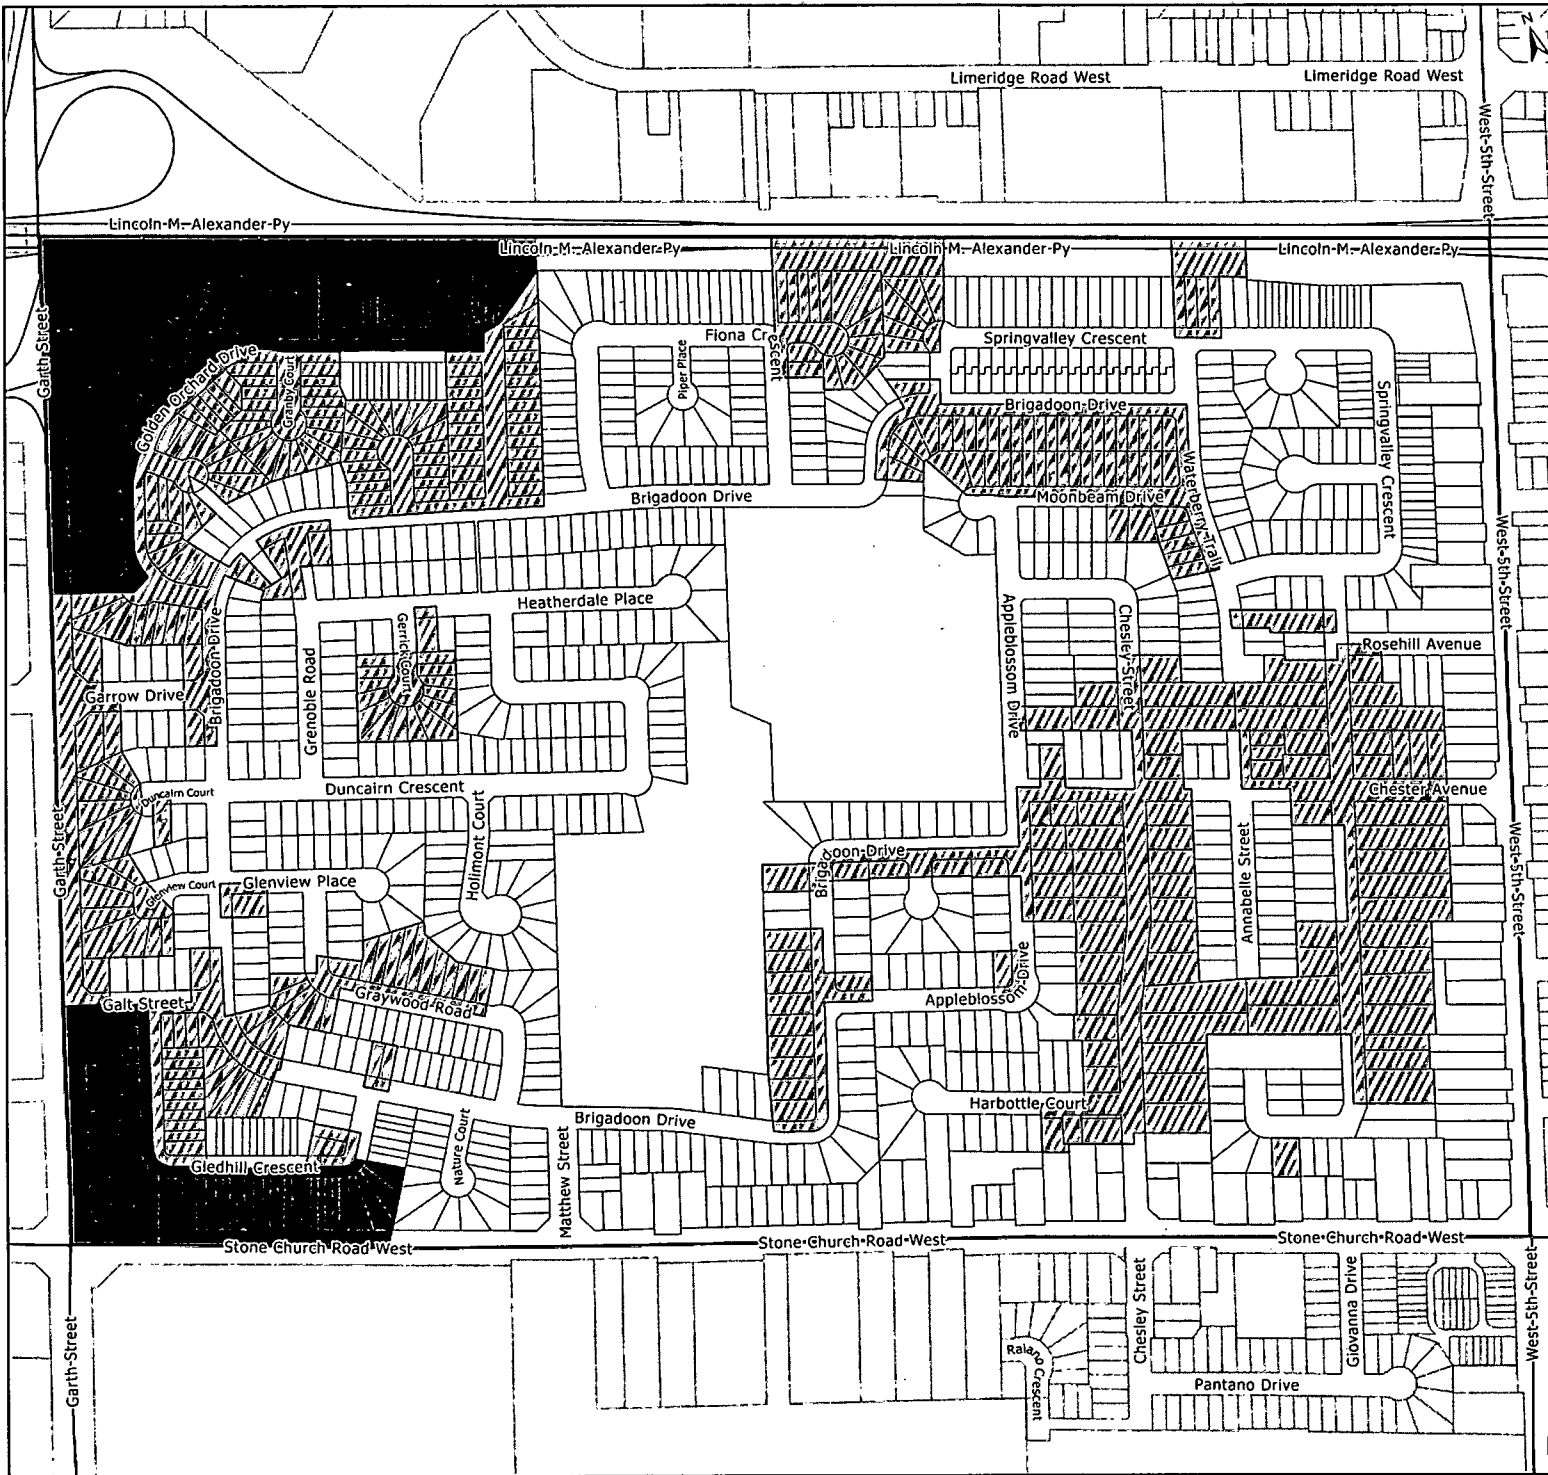 N
Limeridge Road West
Limeridge Road West
West-5th-Street
Lincoln-M.-Alexander-Py
Lincoln-M.-Alexander-Py
Lincoln-M.-Alexander-Py
Lincoln-M.-Alexander-Py
Garth-Street
Fiona Crescent
Piper Place
Springvalley Crescent
Golden Orchard Drive
Granby Court
Brigadoon-Drive
Springvalley Crescent
Waterberry-Trail
Brigadoon Drive
Moonbeam Drive
West-5th-Street
Heatherdale Place
Gerrick Court
Appleblossom Drive
Chesley-Street
Brigadoon-Drive
Grenoble Road
Rosehill Avenue
Garrow Drive
Duncairn Court
Duncairn Crescent
Chester Avenue
Holimont Court
Garth-Street
Brigadoon-Drive
Annabelle Street
West-5th-Street
Glenview Court
Glenview Place
Galt Street
Graywood-Road
Appleblossom-Drive
Harbottle-Court
Brigadoon Drive
Nature Court
Matthew Street
Gledhill Crescent
Stone Church Road West
Stone-Church-Road-West
Stone-Church-Road-West
Garth-Street
Chesley Street
Giovanna Drive
West-5th-Street
Crescent
Pantano Drive